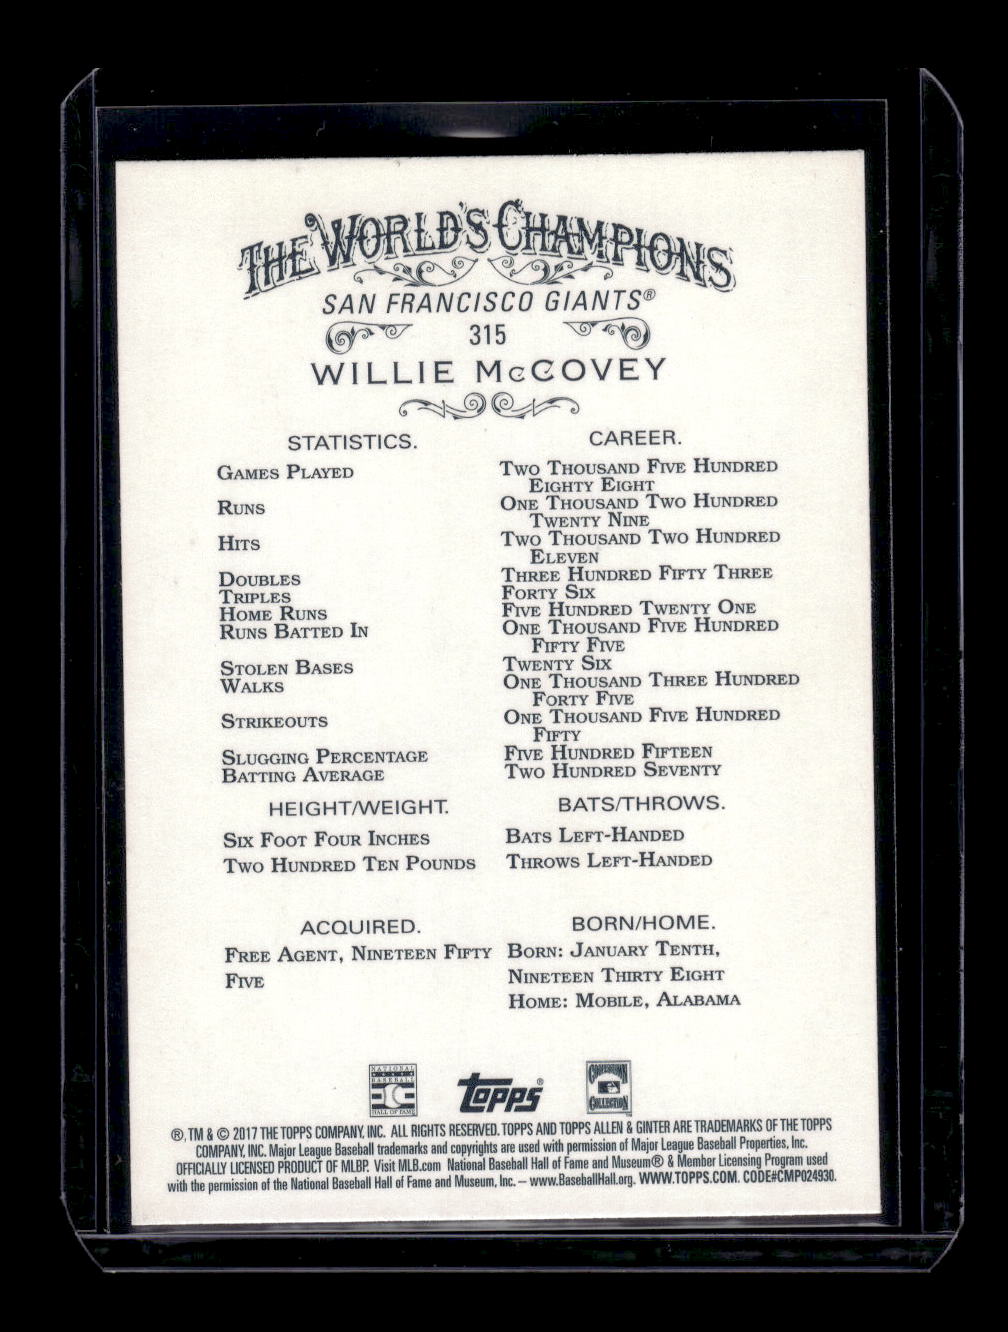 THE WORLD'S CHAMPIONS
SAN FRANCISCO GIANTS®
315
WILLIE McCOVEY
STATISTICS.
CAREER.
GAMES PLAYED
TWO THOUSAND FIVE HUNDRED
EIGHTY EIGHT
RUNS
ONE THOUSAND TWO HUNDRED
TWENTY NINE
HITS
TWO THOUSAND TWO HUNDRED
ELEVEN
DOUBLES
THREE HUNDRED FIFTY THREE
TRIPLES
FORTY SIX
HOME RUNS
FIVE HUNDRED TWENTY ONE
RUNS BATTED IN
ONE THOUSAND FIVE HUNDRED
FIFTY FIVE
STOLEN BASES
TWENTY SIX
WALKS
ONE THOUSAND THREE HUNDRED
FORTY FIVE
STRIKEOUTS
ONE THOUSAND FIVE HUNDRED
FIFTY
SLUGGING PERCENTAGE
FIVE HUNDRED FIFTEEN
BATTING AVERAGE
TWO HUNDRED SEVENTY
HEIGHT/WEIGHT.
SIX FOOT FOUR INCHES
TWO HUNDRED TEN POUNDS
BATS/THROWS.
BATS LEFT-HANDED
THROWS LEFT-HANDED
ACQUIRED.
FREE AGENT, NINETEEN FIFTY
FIVE
BORN/HOME.
BORN: JANUARY TENTH,
NINETEEN THIRTY EIGHT
HOME: MOBILE, ALABAMA
NATIONAL
BASEBALL
HALL OF FAME
topps®
COOPERSTOWN
COLLECTION
®, TM & © 2017 THE TOPPS COMPANY, INC. ALL RIGHTS RESERVED. TOPPS AND TOPPS ALLEN & GINTER ARE TRADEMARKS OF THE TOPPS
COMPANY, INC. Major League Baseball trademarks and copyrights are used with permission of Major League Baseball Properties, Inc.
OFFICIALLY LICENSED PRODUCT OF MLBP. Visit MLB.com National Baseball Hall of Fame and Museum® & Member Licensing Program used
with the permission of the National Baseball Hall of Fame and Museum, Inc. – www.BaseballHall.org. WWW.TOPPS.COM. CODE#CMP024930.